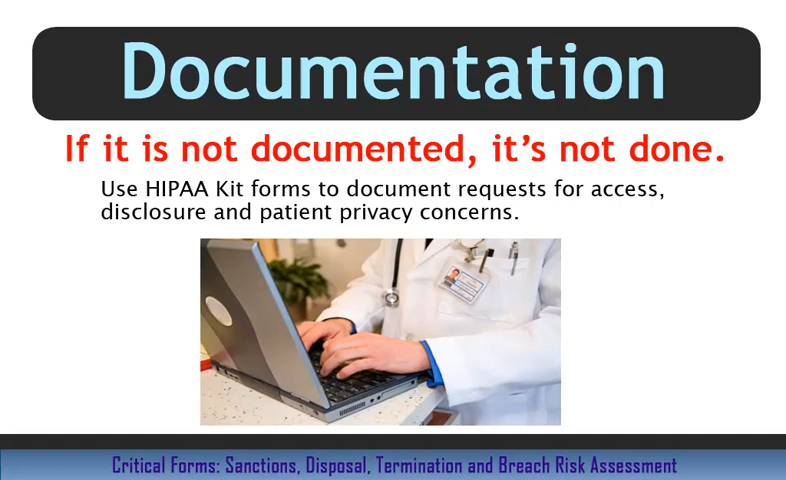 Documentation
If it is not documented, it's not done.
Use HIPAA Kit forms to document requests for access,
disclosure and patient privacy concerns.
Critical Forms: Sanctions, Disposal, Termination and Breach Risk Assessment